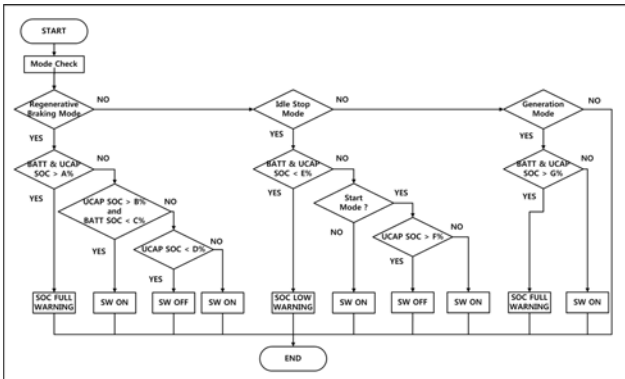 START
Mode Check
Regenerative
Braking Mode
NO
YES
Idle Stop
Mode
NO
YES
Generation
Mode
NO
YES
BATT & UCAP
SOC > A%
NO
YES
UCAP SOC > B%
and
BATT SOC < C%
NO
YES
UCAP SOC < D%
NO
YES
BATT & UCAP
SOC < E%
NO
YES
Start
Mode ?
YES
NO
UCAP SOC > F%
NO
YES
BATT & UCAP
SOC > G%
NO
YES
SOC FULL
WARNING
SW ON
SW OFF
SW ON
SOC LOW
WARNING
SW ON
SW OFF
SW ON
SOC FULL
WARNING
SW ON
END